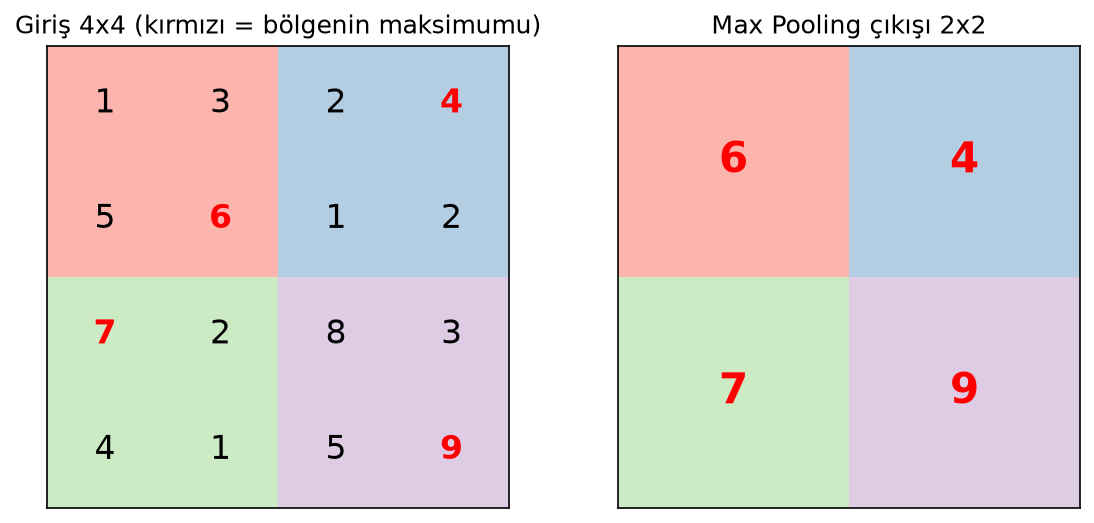 Giriş 4x4 (kırmızı = bölgenin maksimumu)
1 3 2 4
5 6 1 2
7 2 8 3
4 1 5 9
Max Pooling çıkışı 2x2
6 4
7 9